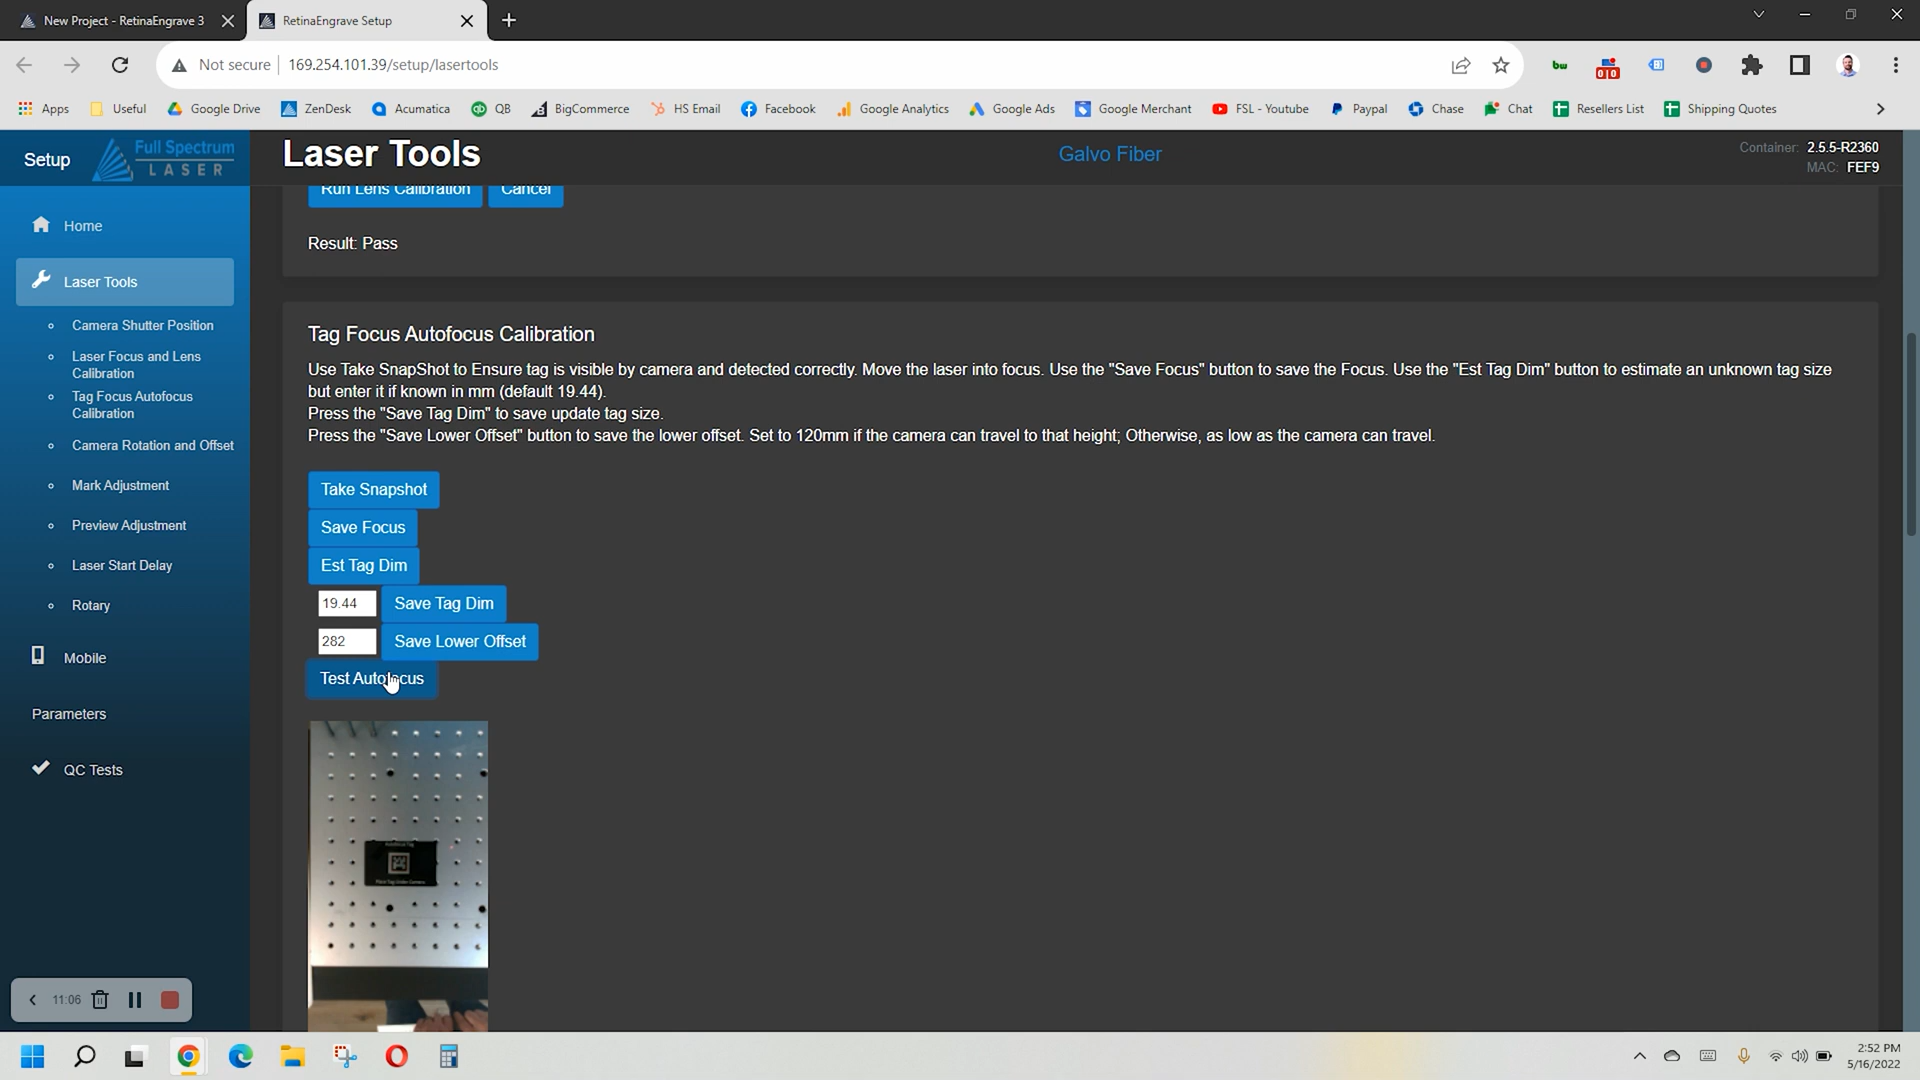 New Project - RetinaEngrave 3
RetinaEngrave Setup
Not secure
169.254.101.39/setup/lasertools
bw
0|0
Apps
Useful
Google Drive
ZenDesk
Acumatica
QB
BigCommerce
HS Email
Facebook
Google Analytics
Google Ads
Google Merchant
FSL - Youtube
Paypal
Chase
Chat
Resellers List
Shipping Quotes
Setup
Full Spectrum
LASER
Laser Tools
Galvo Fiber
Container: 2.5.5-R2360
MAC: FEF9
Home
Laser Tools
Camera Shutter Position
Laser Focus and Lens
Calibration
Tag Focus Autofocus
Calibration
Camera Rotation and Offset
Mark Adjustment
Preview Adjustment
Laser Start Delay
Rotary
Mobile
Parameters
QC Tests
Run Lens Calibration
Cancel
Result: Pass
Tag Focus Autofocus Calibration
Use Take SnapShot to Ensure tag is visible by camera and detected correctly. Move the laser into focus. Use the "Save Focus" button to save the Focus. Use the "Est Tag Dim" button to estimate an unknown tag size
but enter it if known in mm (default 19.44).
Press the "Save Tag Dim" to save update tag size.
Press the "Save Lower Offset" button to save the lower offset. Set to 120mm if the camera can travel to that height; Otherwise, as low as the camera can travel.
Take Snapshot
Save Focus
Est Tag Dim
19.44
Save Tag Dim
282
Save Lower Offset
Test Autofocus
Autofocus Tag
Place Tag Under Camera
11:06
2:52 PM
5/16/2022